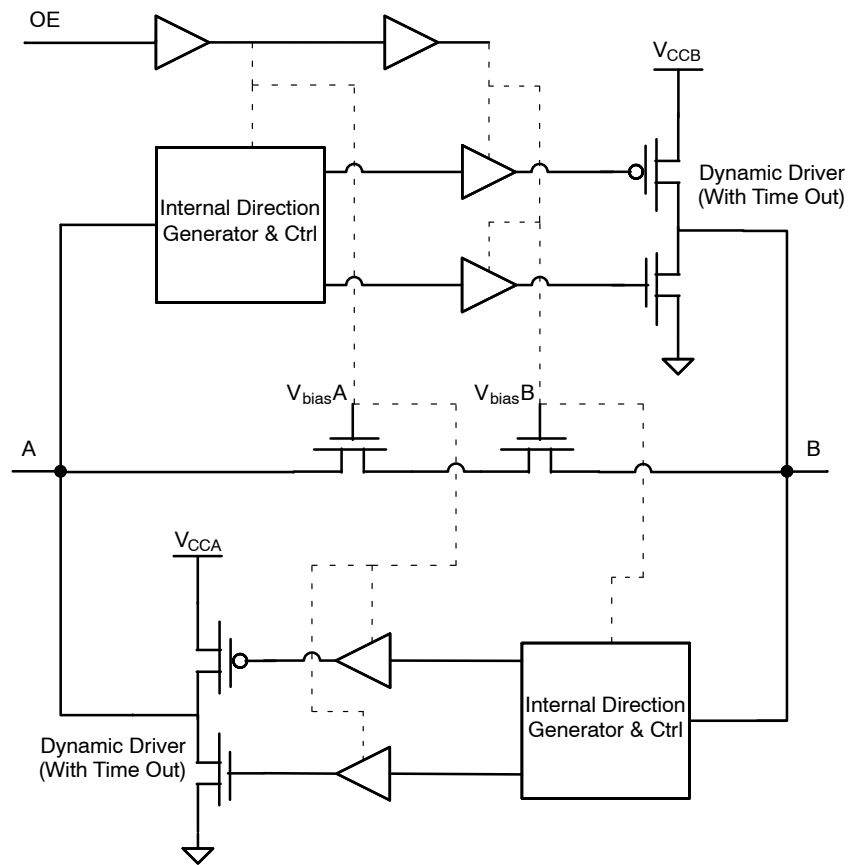 OE
V_CCB
Dynamic Driver
(With Time Out)
Internal Direction
Generator & Ctrl
V_biasA
V_biasB
A
B
V_CCA
Internal Direction
Generator & Ctrl
Dynamic Driver
(With Time Out)